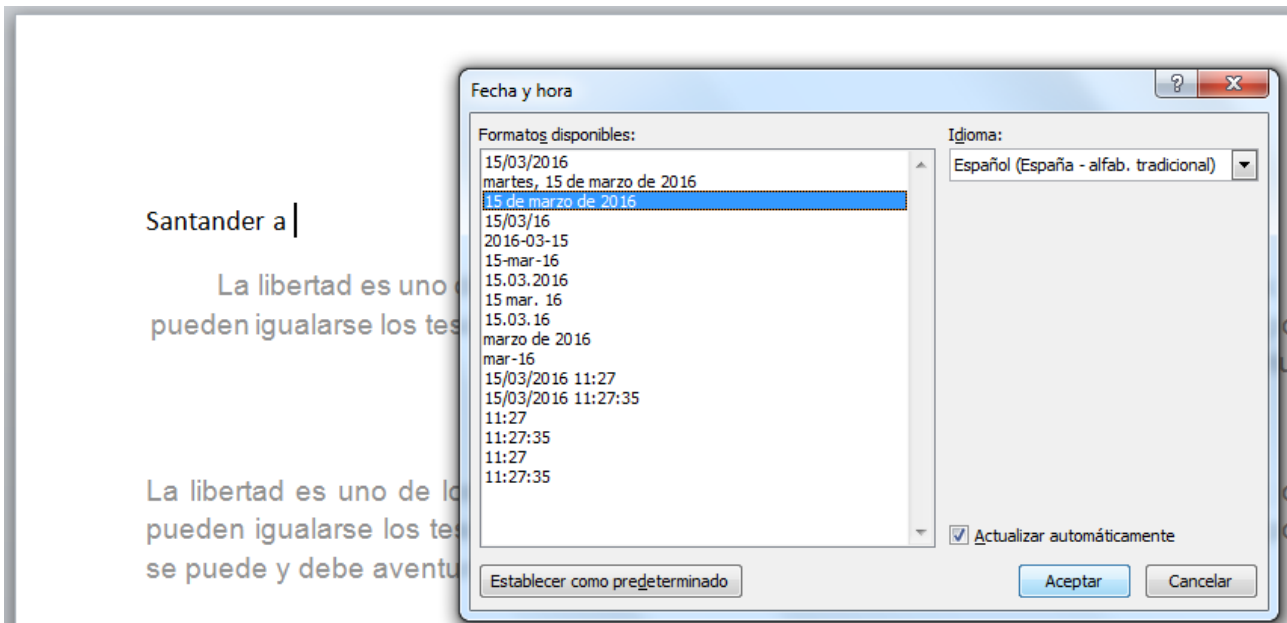 Fecha y hora
Formatos disponibles:
15/03/2016
martes, 15 de marzo de 2016
15 de marzo de 2016
15/03/16
2016-03-15
15-mar-16
15.03.2016
15 mar. 16
15.03.16
marzo de 2016
mar-16
15/03/2016 11:27
15/03/2016 11:27:35
11:27
11:27:35
11:27
11:27:35
Idioma:
Español (España - alfab. tradicional)
Actualizar automáticamente
Establecer como predeterminado
Aceptar
Cancelar
Santander a
La libertad es uno
pueden igualarse los
La libertad es uno de
pueden igualarse los
se puede y debe